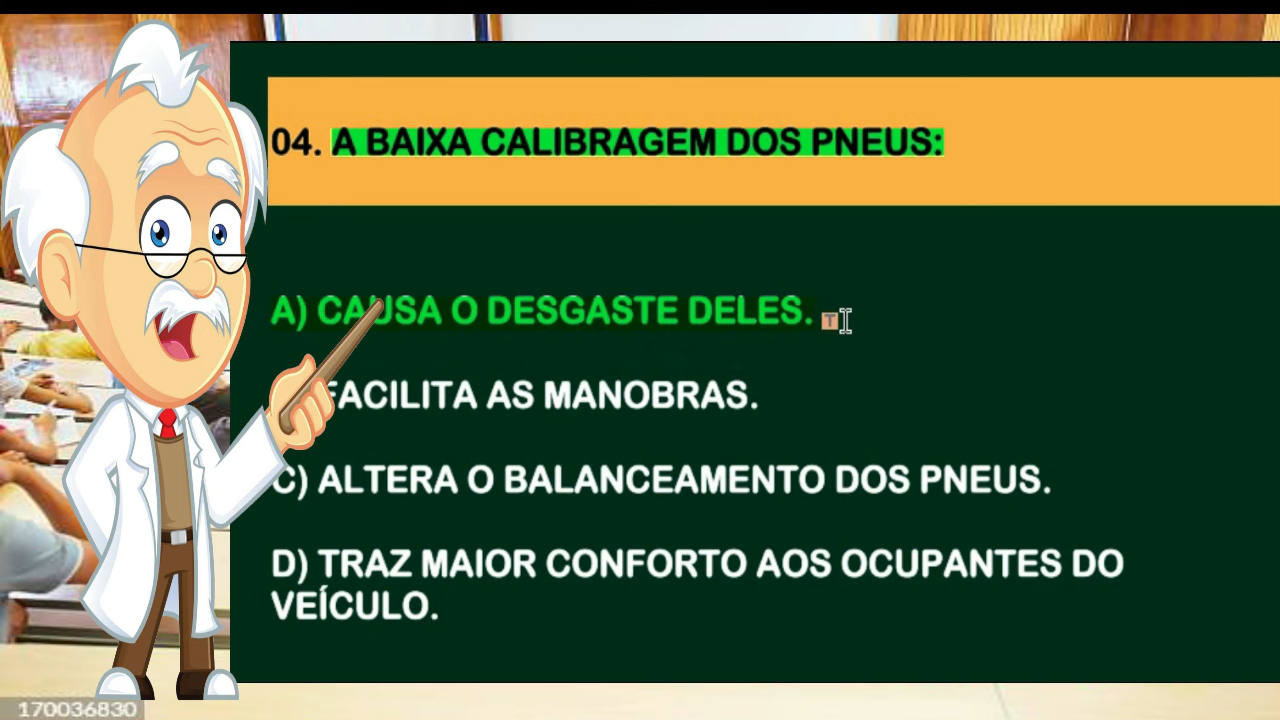 04. A BAIXA CALIBRAGEM DOS PNEUS:
A) CAUSA O DESGASTE DELES.
T
FACILITA AS MANOBRAS.
C) ALTERA O BALANCEAMENTO DOS PNEUS.
D) TRAZ MAIOR CONFORTO AOS OCUPANTES DO
VEÍCULO.
170036830